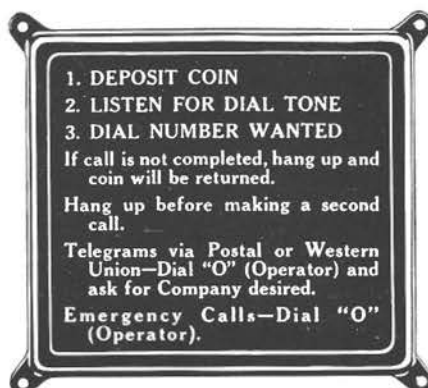 1. DEPOSIT COIN
2. LISTEN FOR DIAL TONE
3. DIAL NUMBER WANTED
If call is not completed, hang up and
coin will be returned.
Hang up before making a second
call.
Telegrams via Postal or Western
Union—Dial "O" (Operator) and
ask for Company desired.
Emergency Calls—Dial "O"
(Operator).